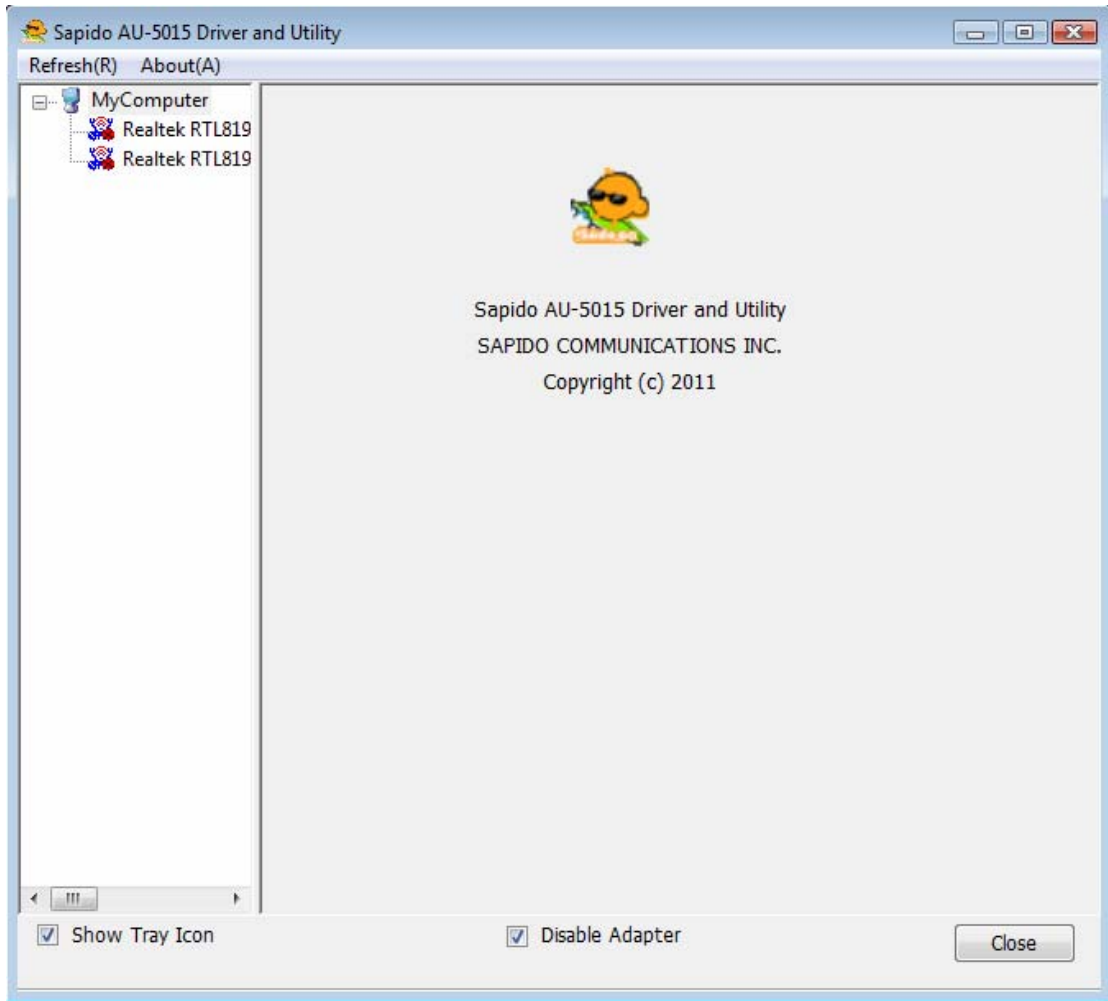 Sapido AU-5015 Driver and Utility
Refresh(R) About(A)
MyComputer
Realtek RTL819
Realtek RTL819
Sapido AU-5015 Driver and Utility
SAPIDO COMMUNICATIONS INC.
Copyright (c) 2011
Show Tray Icon
Disable Adapter
Close